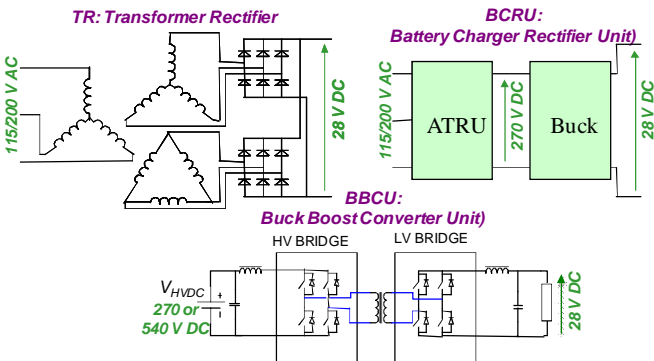 TR: Transformer Rectifier
115/200 V AC
28 V DC
BCRU:
Battery Charger Rectifier Unit)
115/200 V AC
ATRU
270 V DC
Buck
28 V DC
BBCU:
Buck Boost Converter Unit)
HV BRIDGE
LV BRIDGE
VHVDC
270 or
540 V DC
28 V DC